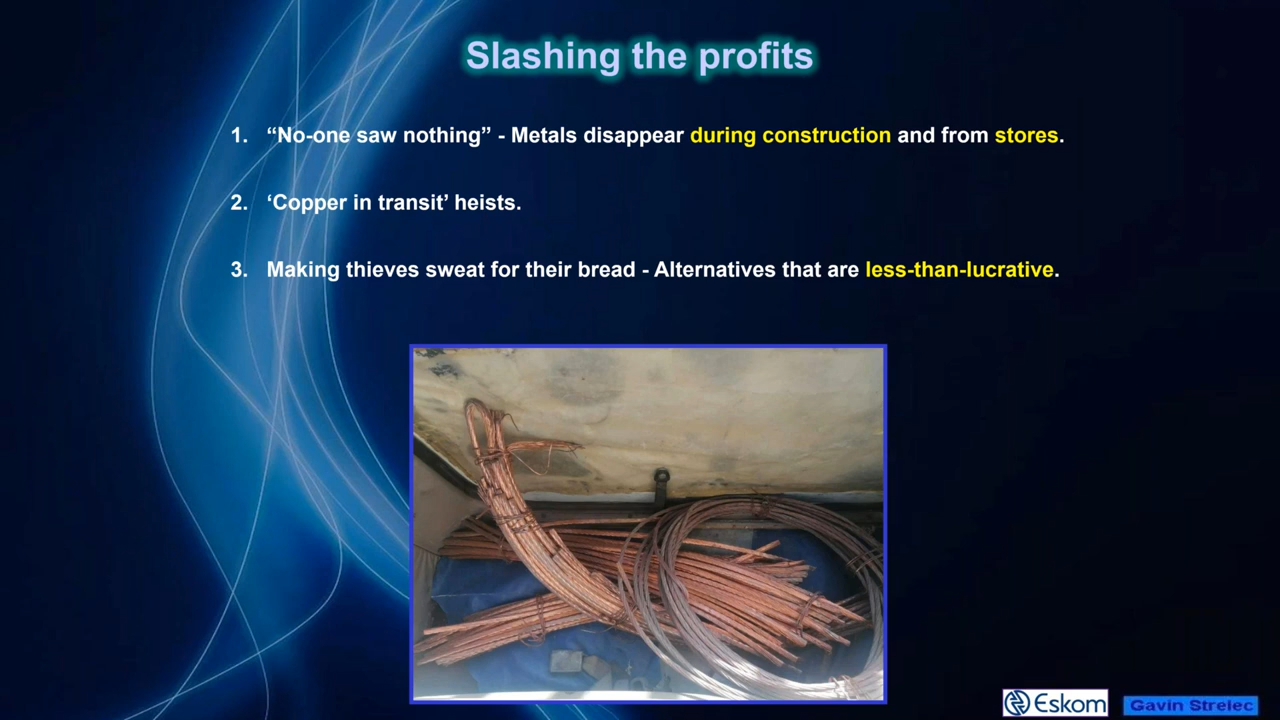 Slashing the profits
1. “No-one saw nothing” - Metals disappear during construction and from stores.
2. ‘Copper in transit’ heists.
3. Making thieves sweat for their bread - Alternatives that are less-than-lucrative.
Eskom
Gavin Strelec